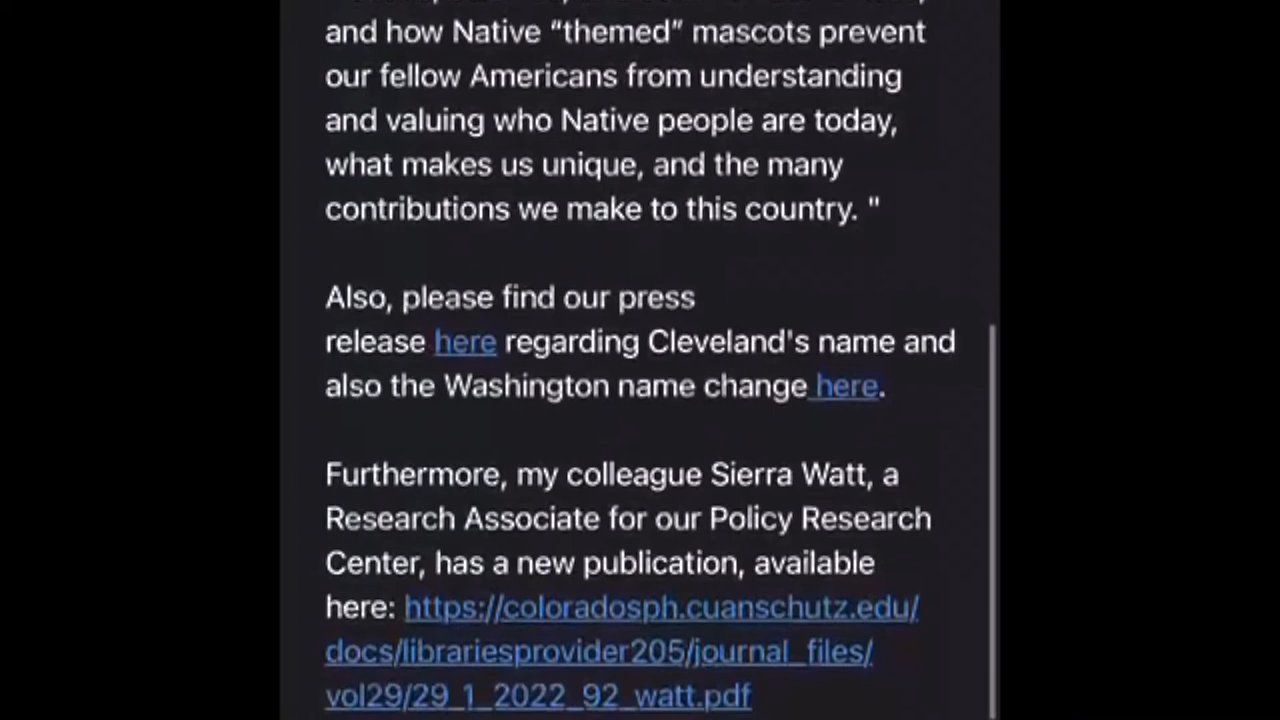 and how Native “themed” mascots prevent
our fellow Americans from understanding
and valuing who Native people are today,
what makes us unique, and the many
contributions we make to this country. "
Also, please find our press
release here regarding Cleveland's name and
also the Washington name change here.
Furthermore, my colleague Sierra Watt, a
Research Associate for our Policy Research
Center, has a new publication, available
here: https://coloradosph.cuanschutz.edu/
docs/librariesprovider205/journal_files/
vol29/29_1_2022_92_watt.pdf